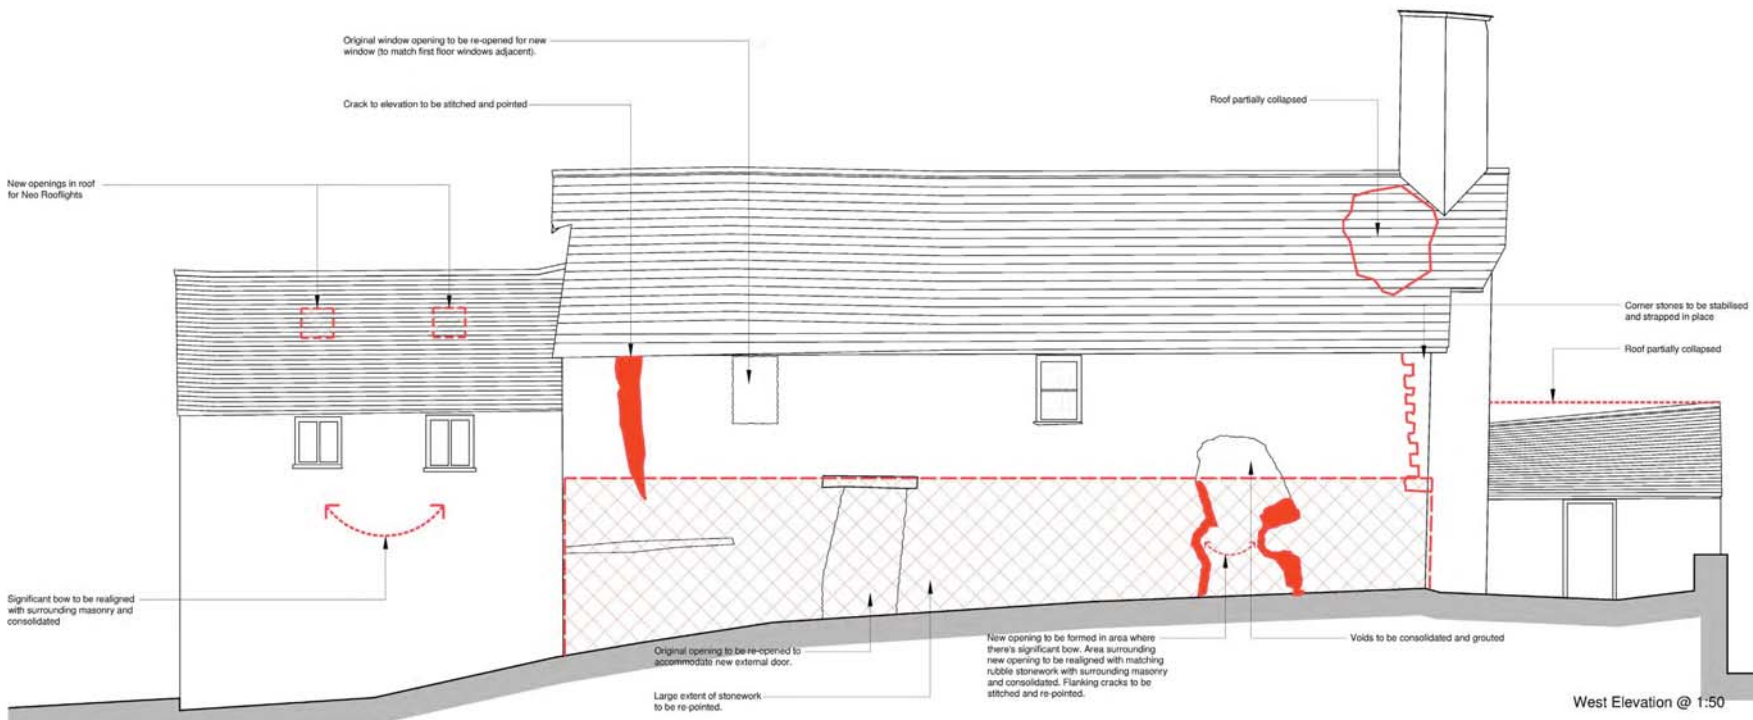 Original window opening to be re-opened for new
window (to match first floor windows adjacent).
Crack to elevation to be stitched and pointed
Roof partially collapsed
New openings in roof
for Neo Rooflights
Corner stones to be stabilised
and strapped in place
Roof partially collapsed
Significant bow to be realigned
with surrounding masonry and
consolidated
Original opening to be re-opened to
accommodate new external door.
Large extent of stonework
to be re-pointed.
New opening to be formed in area where
there's significant bow. Area surrounding
new opening to be realigned with matching
rubble stonework with surrounding masonry
and consolidated. Flanking cracks to be
stitched and re-pointed.
Voids to be consolidated and grouted
West Elevation @ 1:50